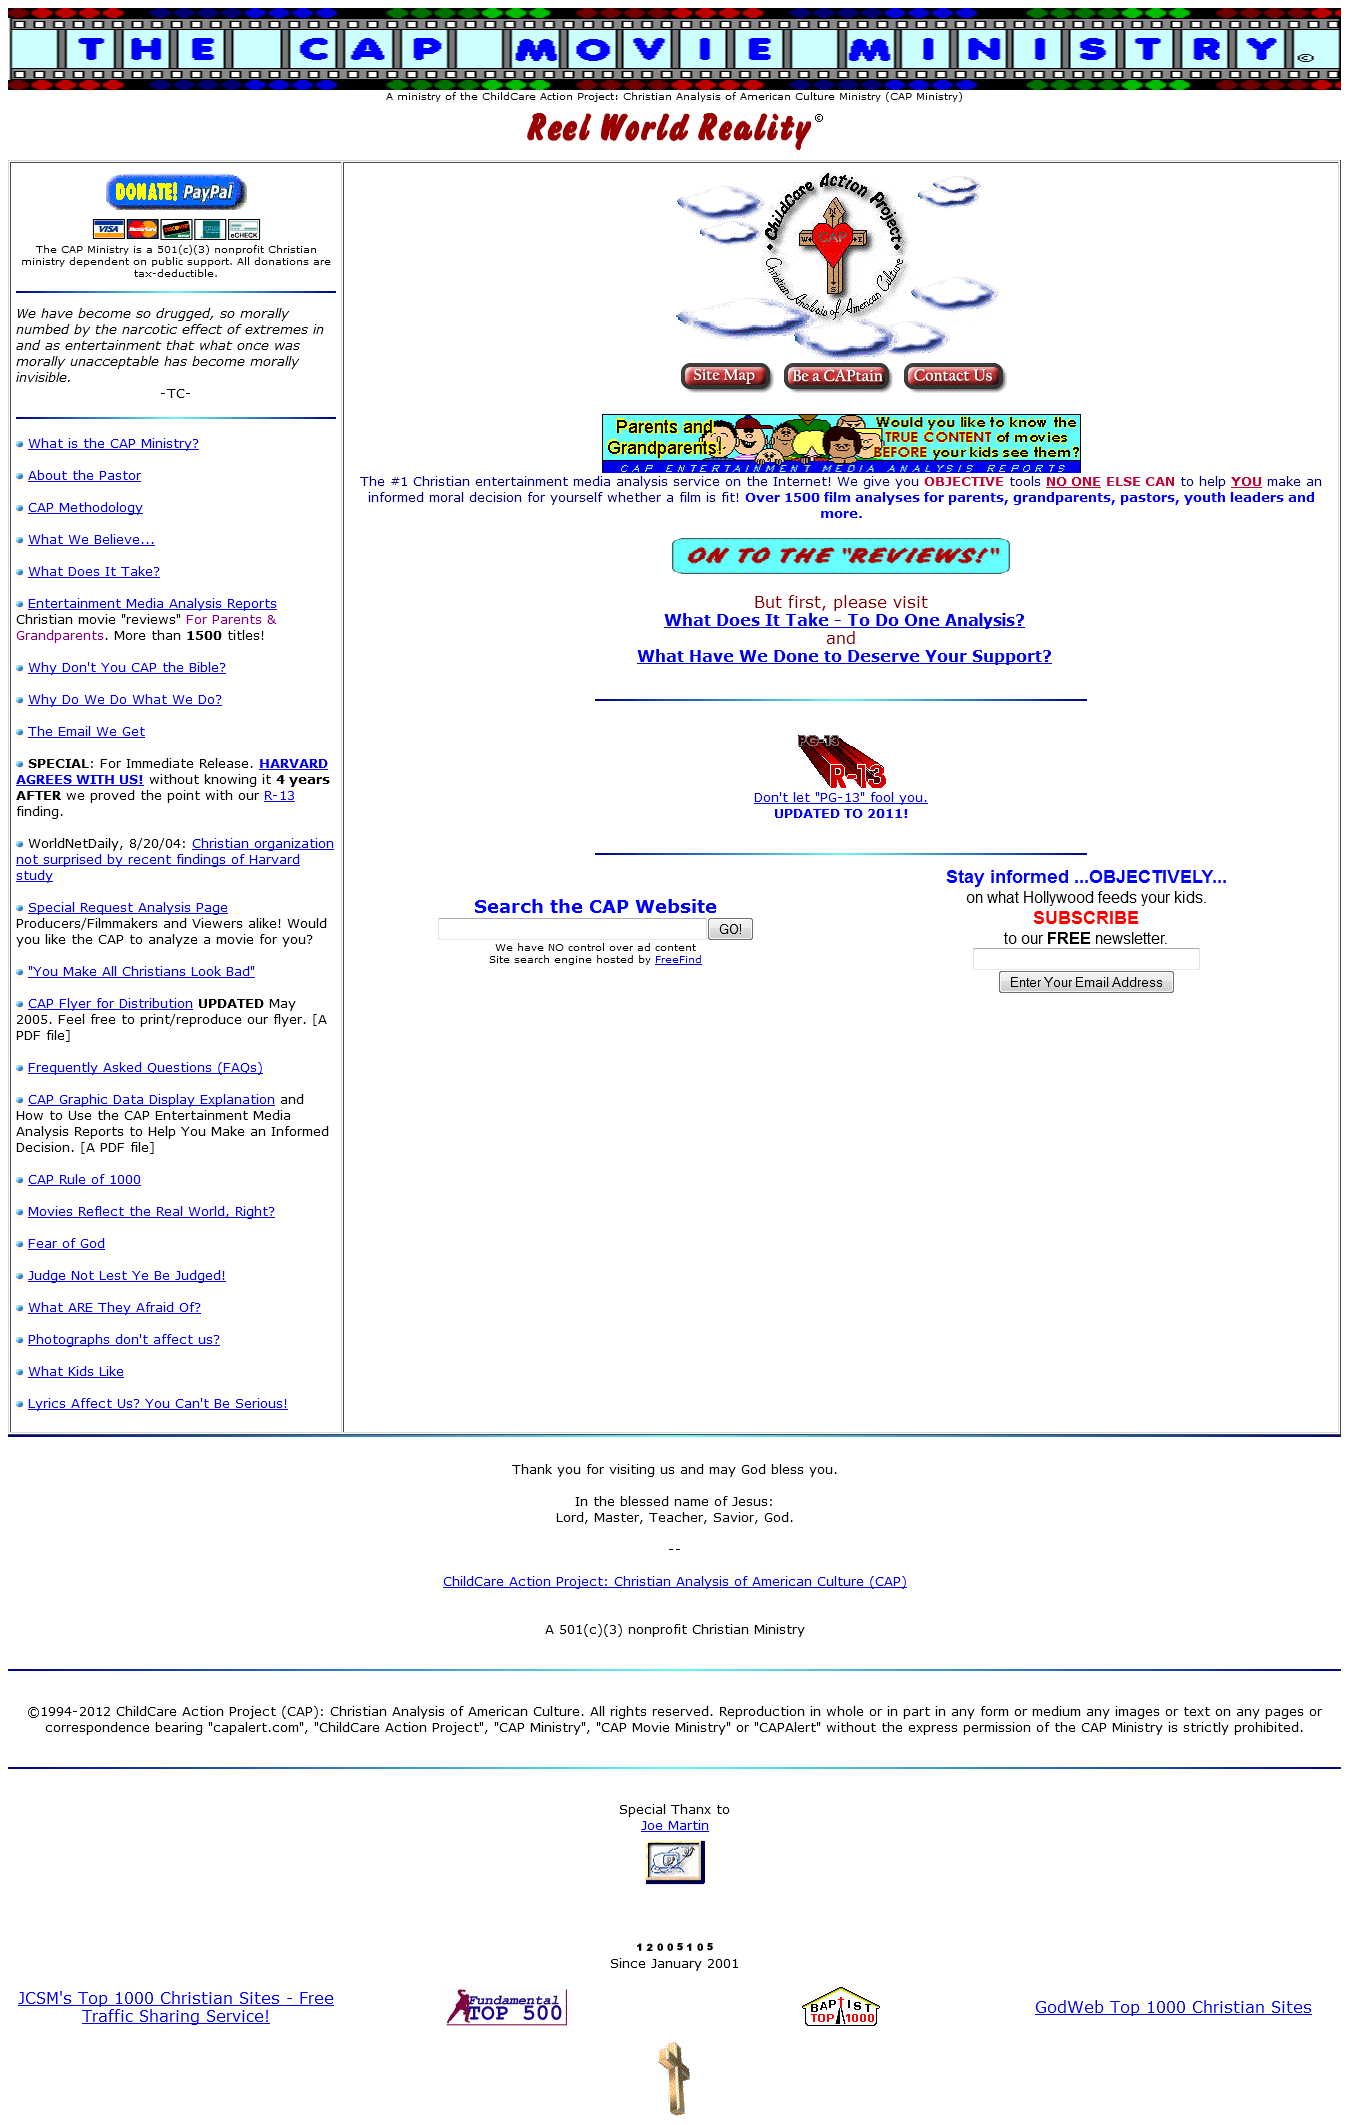 THE CAP MOVIE MINISTRY©
A ministry of the ChildCare Action Project: Christian Analysis of American Culture Ministry (CAP Ministry)
Reel World Reality©
DONATE! PayPal
VISA MasterCard DISCOVER eCHECK
The CAP Ministry is a 501(c)(3) nonprofit Christian
ministry dependent on public support. All donations are
tax-deductible.
We have become so drugged, so morally
numbed by the narcotic effect of extremes in
and as entertainment that what once was
morally unacceptable has become morally
invisible.
-TC-
What is the CAP Ministry?
About the Pastor
CAP Methodology
What We Believe...
What Does It Take?
Entertainment Media Analysis Reports
Christian movie "reviews" For Parents &
Grandparents. More than 1500 titles!
Why Don't You CAP the Bible?
Why Do We Do What We Do?
The Email We Get
SPECIAL: For Immediate Release. HARVARD
AGREES WITH US! without knowing it 4 years
AFTER we proved the point with our R-13
finding.
WorldNetDaily, 8/20/04: Christian organization
not surprised by recent findings of Harvard
study
Special Request Analysis Page
Producers/Filmmakers and Viewers alike! Would
you like the CAP to analyze a movie for you?
"You Make All Christians Look Bad"
CAP Flyer for Distribution UPDATED May
2005. Feel free to print/reproduce our flyer. [A
PDF file]
Frequently Asked Questions (FAQs)
CAP Graphic Data Display Explanation and
How to Use the CAP Entertainment Media
Analysis Reports to Help You Make an Informed
Decision. [A PDF file]
CAP Rule of 1000
Movies Reflect the Real World, Right?
Fear of God
Judge Not Lest Ye Be Judged!
What ARE They Afraid Of?
Photographs don't affect us?
What Kids Like
Lyrics Affect Us? You Can't Be Serious!
ChildCare Action Project:
N
W CAP E
S
Christian Analysis of American Culture
Site Map
Be a CAPtain
Contact Us
Parents and
Grandparents!
Would you like to know the
TRUE CONTENT of movies
BEFORE your kids see them?
CAP ENTERTAINMENT MEDIA ANALYSIS REPORTS
The #1 Christian entertainment media analysis service on the Internet! We give you OBJECTIVE tools NO ONE ELSE CAN to help YOU make an
informed moral decision for yourself whether a film is fit! Over 1500 film analyses for parents, grandparents, pastors, youth leaders and
more.
ON TO THE "REVIEWS!"
But first, please visit
What Does It Take - To Do One Analysis?
and
What Have We Done to Deserve Your Support?
PG-13
R-13
Don't let "PG-13" fool you.
UPDATED TO 2011!
Search the CAP Website
GO!
We have NO control over ad content
Site search engine hosted by FreeFind
Stay informed ...OBJECTIVELY...
on what Hollywood feeds your kids.
SUBSCRIBE
to our FREE newsletter.
Enter Your Email Address
Thank you for visiting us and may God bless you.
In the blessed name of Jesus:
Lord, Master, Teacher, Savior, God.
--
ChildCare Action Project: Christian Analysis of American Culture (CAP)
A 501(c)(3) nonprofit Christian Ministry
©1994-2012 ChildCare Action Project (CAP): Christian Analysis of American Culture. All rights reserved. Reproduction in whole or in part in any form or medium any images or text on any pages or
correspondence bearing "capalert.com", "ChildCare Action Project", "CAP Ministry", "CAP Movie Ministry" or "CAPAlert" without the express permission of the CAP Ministry is strictly prohibited.
Special Thanx to
Joe Martin
12005105
Since January 2001
JCSM's Top 1000 Christian Sites - Free
Traffic Sharing Service!
Fundamental
TOP 500
BAPTIST
TOP 1000
GodWeb Top 1000 Christian Sites